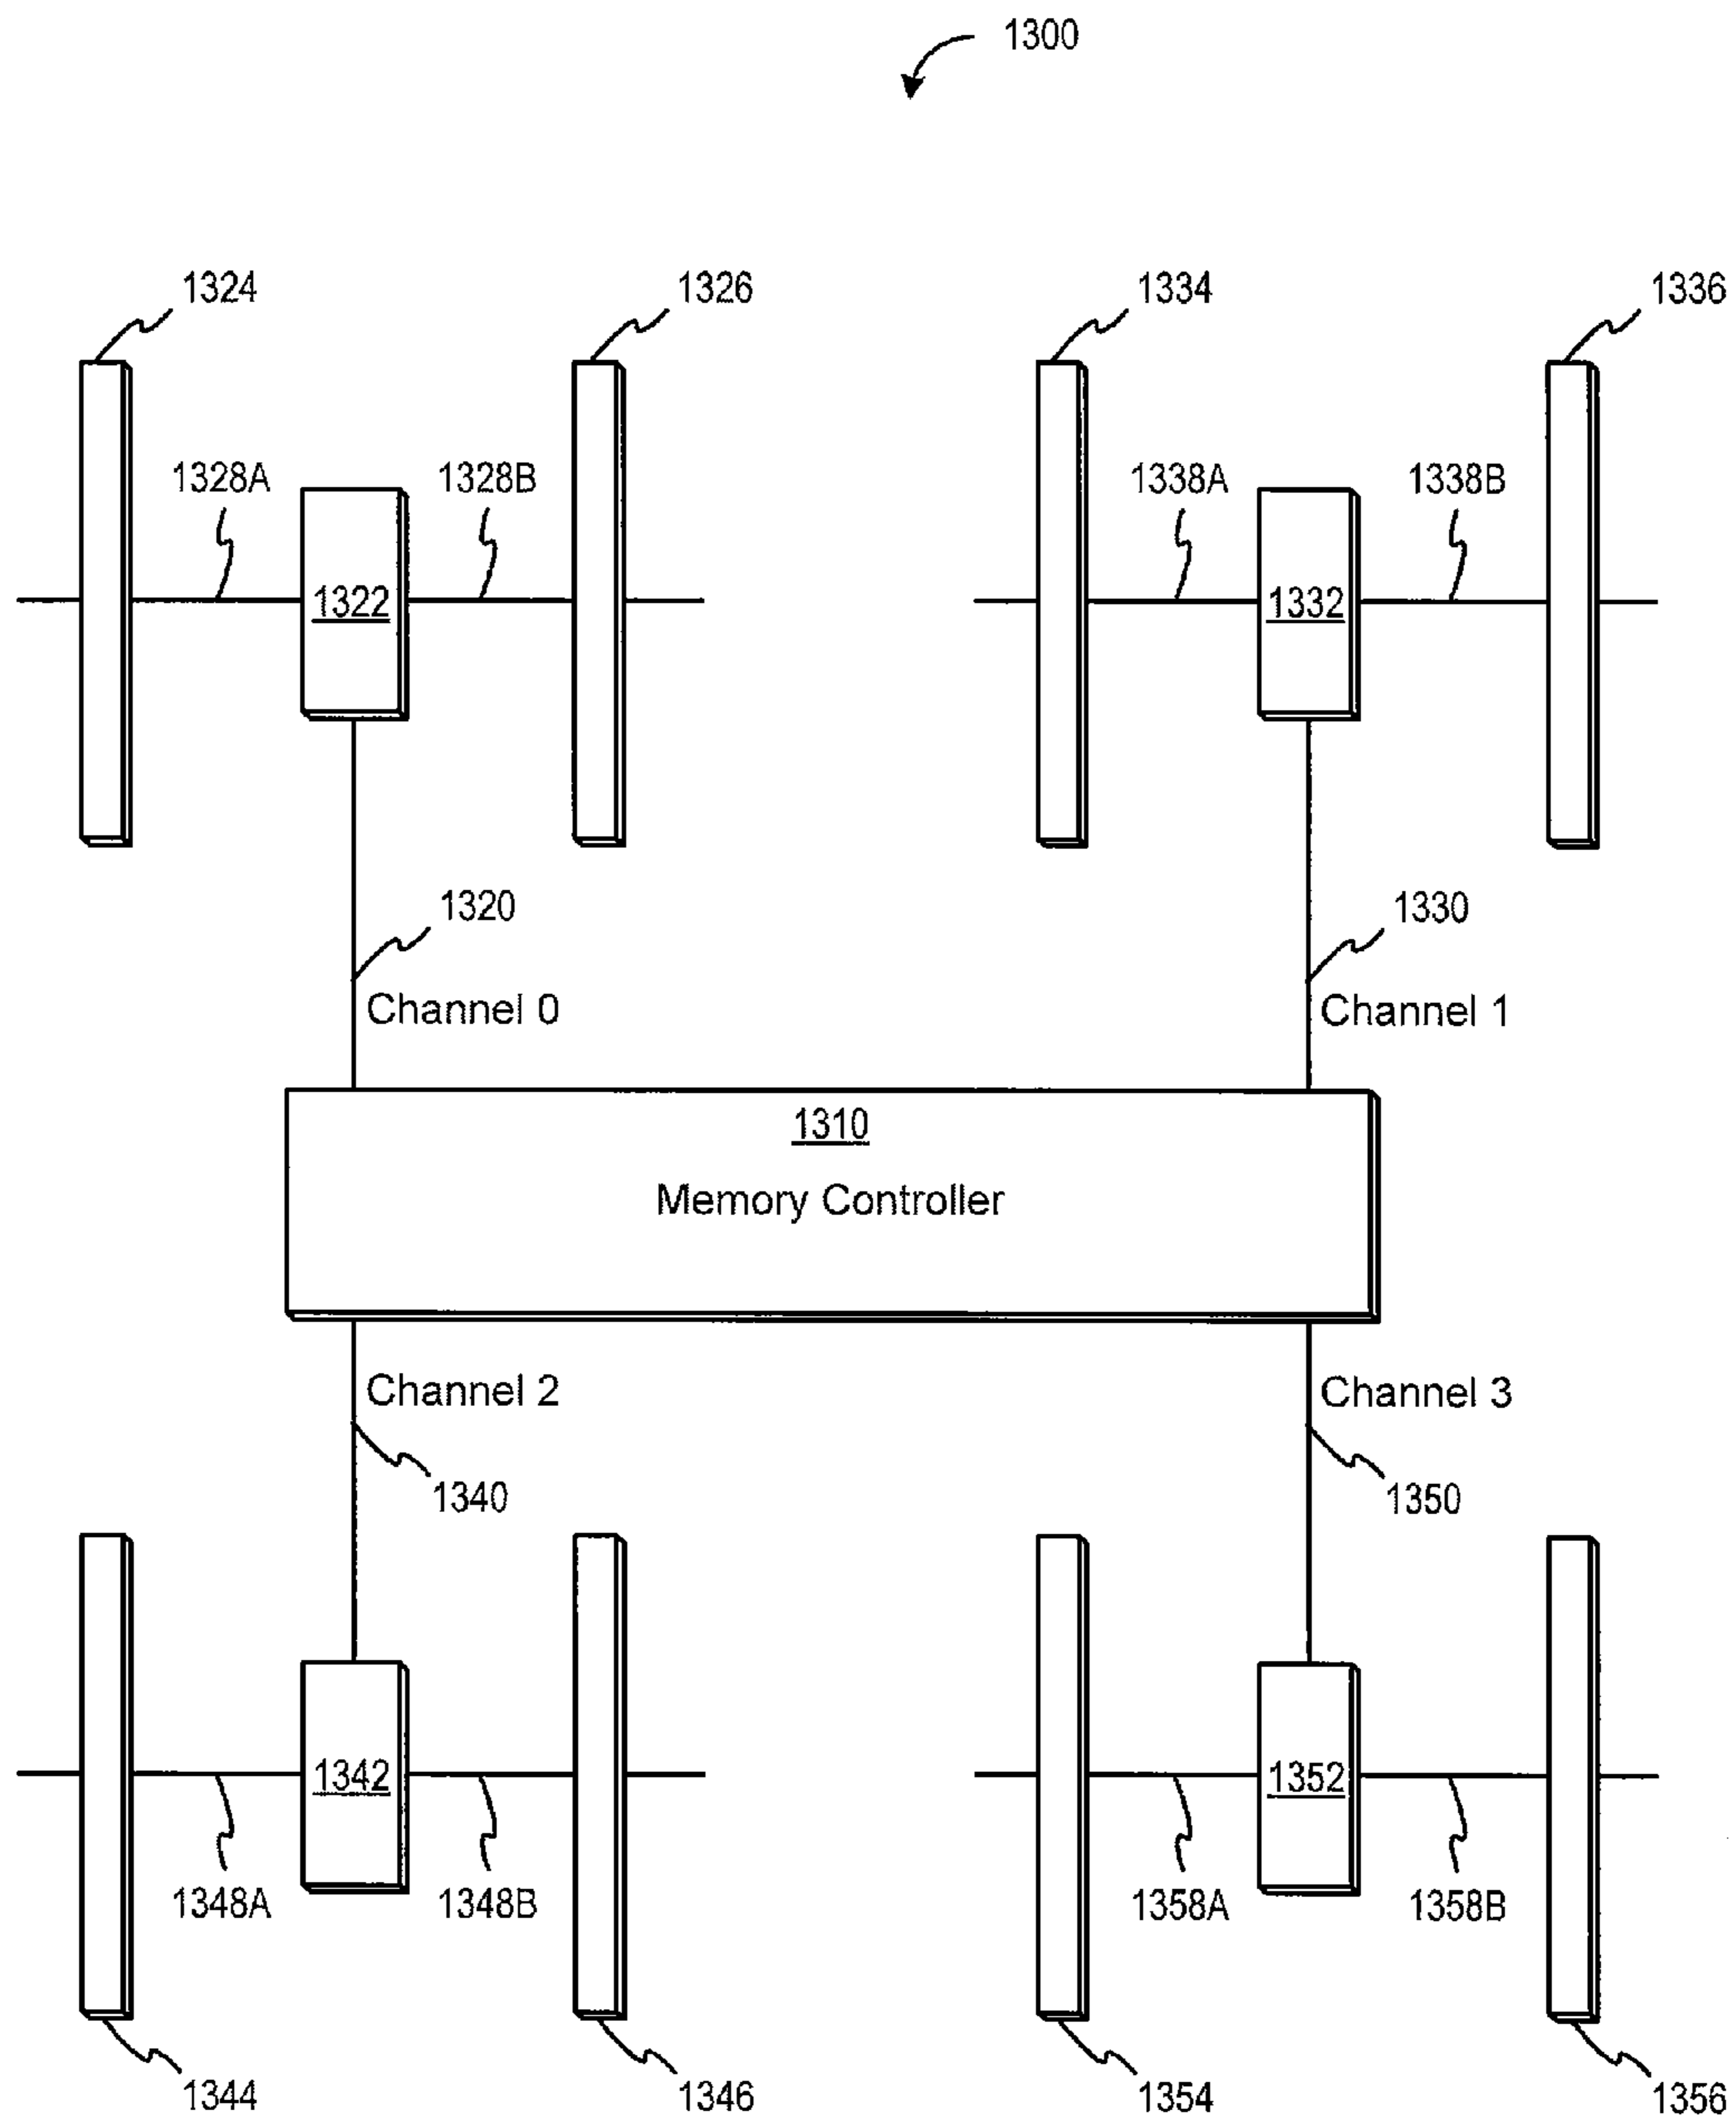 1300
1324
1326
1334
1336
1328A
1328B
1338A
1338B
1322
1332
1320
1330
Channel 0
Channel 1
1310
Memory Controller
Channel 2
Channel 3
1340
1350
1342
1352
1348A
1348B
1358A
1358B
1344
1346
1354
1356